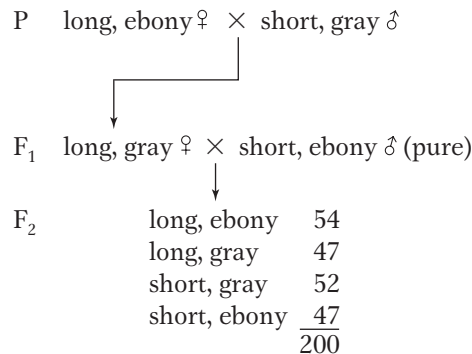 P long, ebony ♀ × short, gray ♂
F₁ long, gray ♀ × short, ebony ♂ (pure)
F₂ long, ebony 54
long, gray 47
short, gray 52
short, ebony 47
200